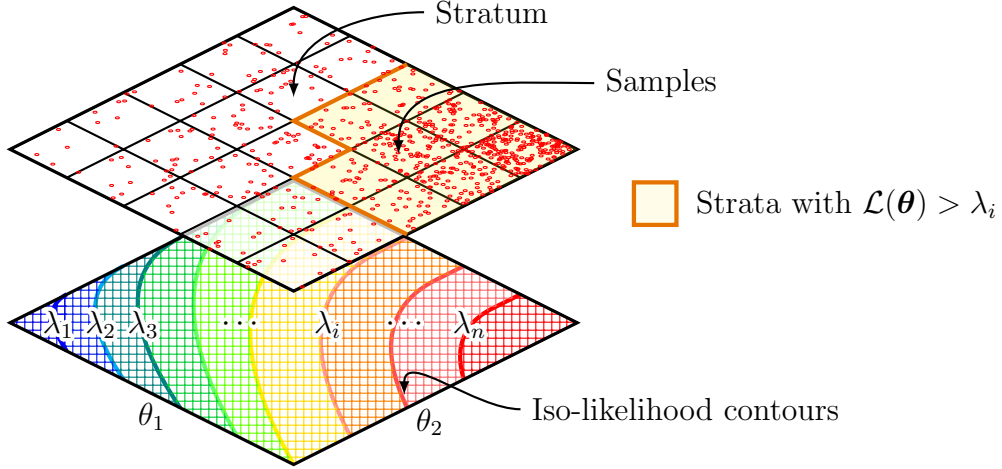 Stratum
Samples
Strata with 𝓛(𝜽) > λᵢ
λ₁ λ₂ λ₃ ··· λᵢ ··· λₙ
θ₁ θ₂
Iso-likelihood contours